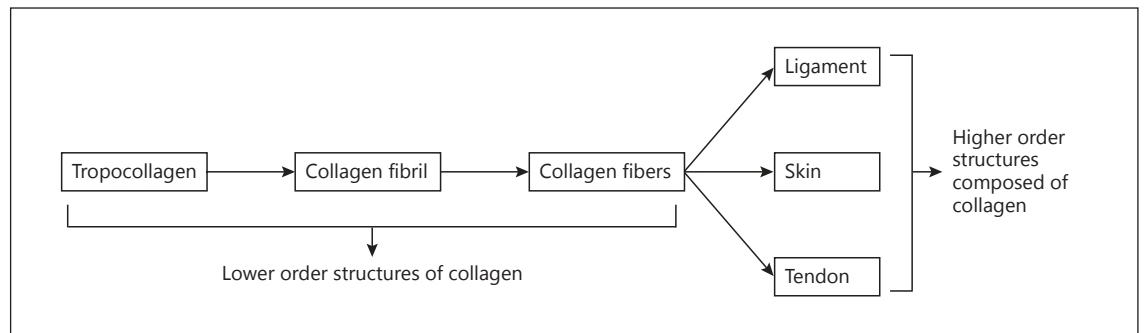 Ligament
Tropocollagen
Collagen fibril
Collagen fibers
Skin
Tendon
Higher order
structures
composed of
collagen
Lower order structures of collagen